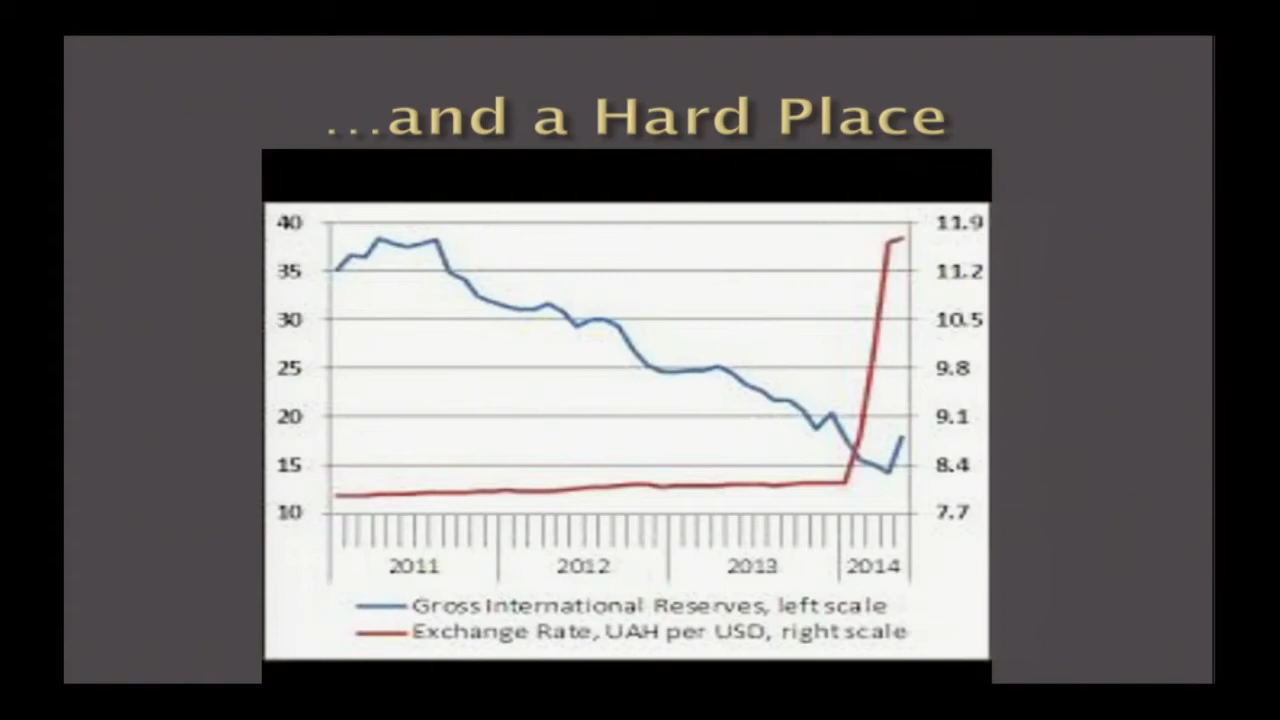 ...and a Hard Place
40 11.9
35 11.2
30 10.5
25 9.8
20 9.1
15 8.4
10 7.7
2011 2012 2013 2014
Gross International Reserves, left scale
Exchange Rate, UAH per USD, right scale